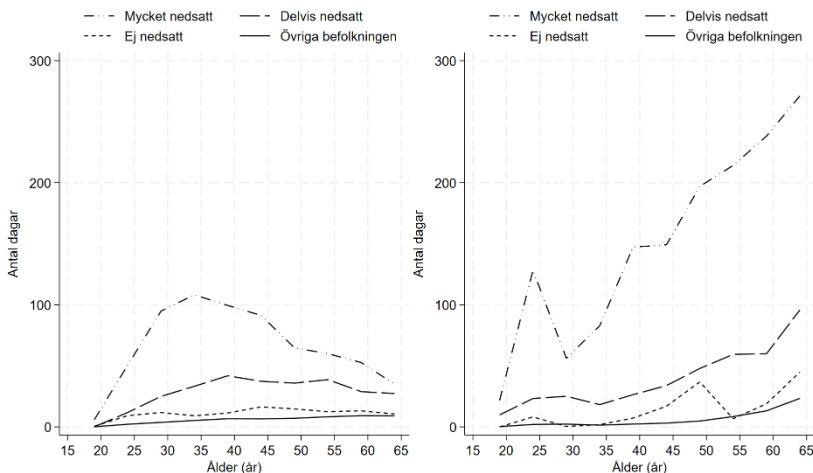 Mycket nedsatt Delvis nedsatt
Ej nedsatt Övriga befolkningen
300
200
100
0
Antal dagar
15 20 25 30 35 40 45 50 55 60 65
Ålder (år)
Mycket nedsatt Delvis nedsatt
Ej nedsatt Övriga befolkningen
300
200
100
0
Antal dagar
15 20 25 30 35 40 45 50 55 60 65
Ålder (år)